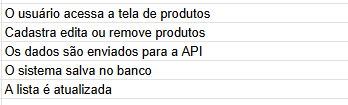 O usuário acessa a tela de produtos
Cadastra edita ou remove produtos
Os dados são enviados para a API
O sistema salva no banco
A lista é atualizada